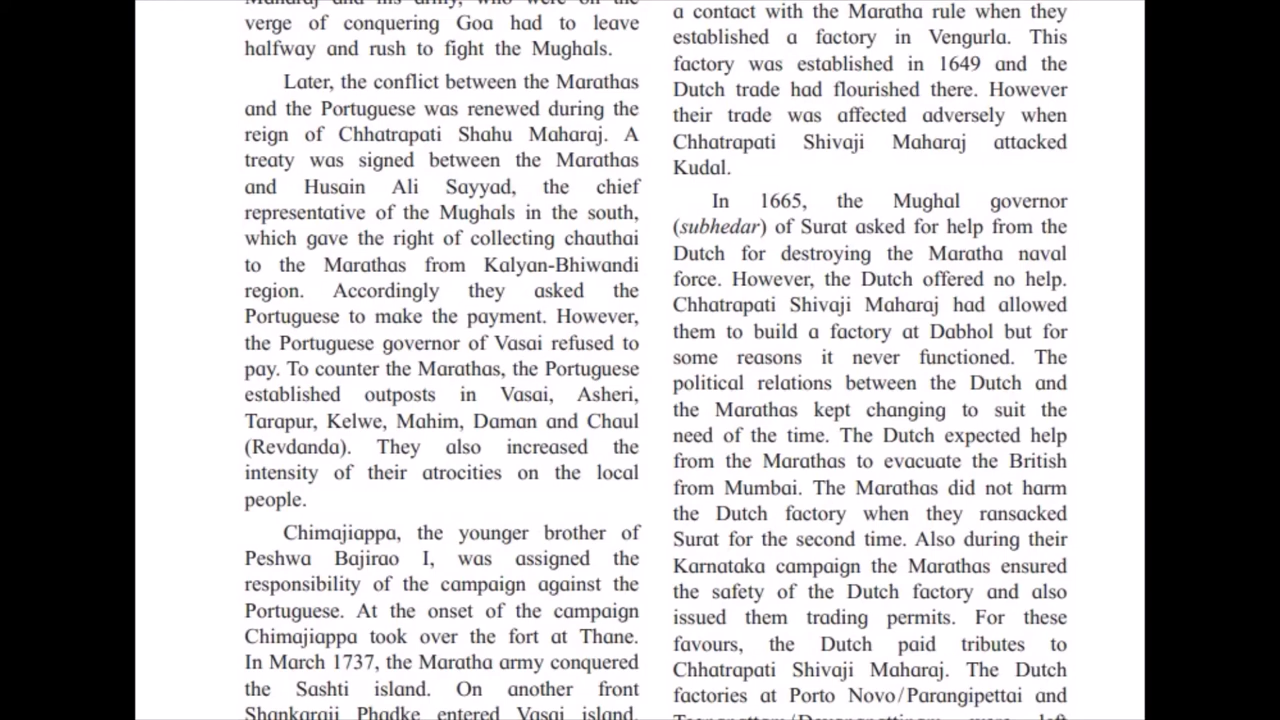 verge of conquering Goa had to leave
halfway and rush to fight the Mughals.
Later, the conflict between the Marathas
and the Portuguese was renewed during the
reign of Chhatrapati Shahu Maharaj. A
treaty was signed between the Marathas
and Husain Ali Sayyad, the chief
representative of the Mughals in the south,
which gave the right of collecting chauthai
to the Marathas from Kalyan-Bhiwandi
region. Accordingly they asked the
Portuguese to make the payment. However,
the Portuguese governor of Vasai refused to
pay. To counter the Marathas, the Portuguese
established outposts in Vasai, Asheri,
Tarapur, Kelwe, Mahim, Daman and Chaul
(Revdanda). They also increased the
intensity of their atrocities on the local
people.
Chimajiappa, the younger brother of
Peshwa Bajirao I, was assigned the
responsibility of the campaign against the
Portuguese. At the onset of the campaign
Chimajiappa took over the fort at Thane.
In March 1737, the Maratha army conquered
the Sashti island. On another front
Shankaraji Phadke entered Vasai island.
a contact with the Maratha rule when they
established a factory in Vengurla. This
factory was established in 1649 and the
Dutch trade had flourished there. However
their trade was affected adversely when
Chhatrapati Shivaji Maharaj attacked
Kudal.
In 1665, the Mughal governor
(subhedar) of Surat asked for help from the
Dutch for destroying the Maratha naval
force. However, the Dutch offered no help.
Chhatrapati Shivaji Maharaj had allowed
them to build a factory at Dabhol but for
some reasons it never functioned. The
political relations between the Dutch and
the Marathas kept changing to suit the
need of the time. The Dutch expected help
from the Marathas to evacuate the British
from Mumbai. The Marathas did not harm
the Dutch factory when they ransacked
Surat for the second time. Also during their
Karnataka campaign the Marathas ensured
the safety of the Dutch factory and also
issued them trading permits. For these
favours, the Dutch paid tributes to
Chhatrapati Shivaji Maharaj. The Dutch
factories at Porto Novo/Parangipettai and